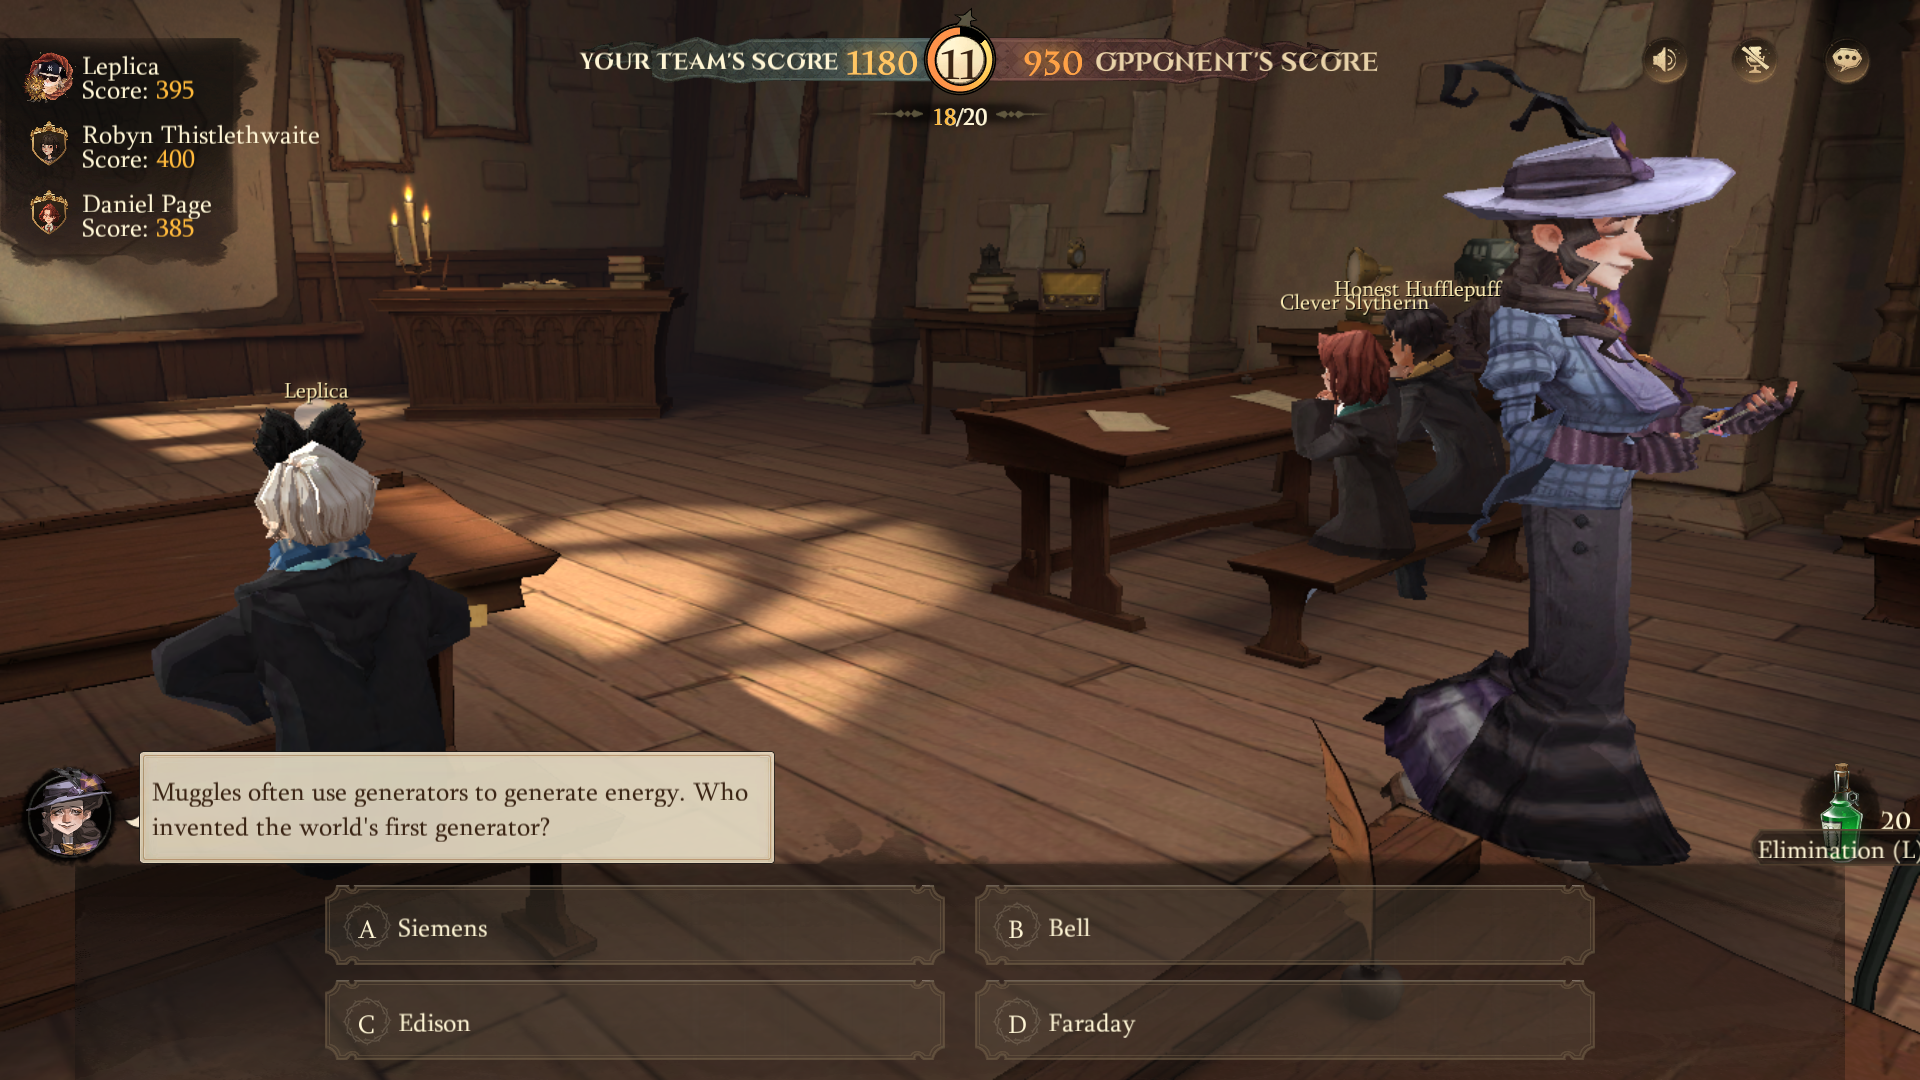 Leplica
Score: 395
Robyn Thistlethwaite
Score: 400
Daniel Page
Score: 385
YOUR TEAM'S SCORE 1180 11 930 OPPONENT'S SCORE
18/20
Honest Hufflepuff
Clever Slytherin
Leplica
Muggles often use generators to generate energy. Who
invented the world's first generator?
20
Elimination (L)
A Siemens
B Bell
C Edison
D Faraday